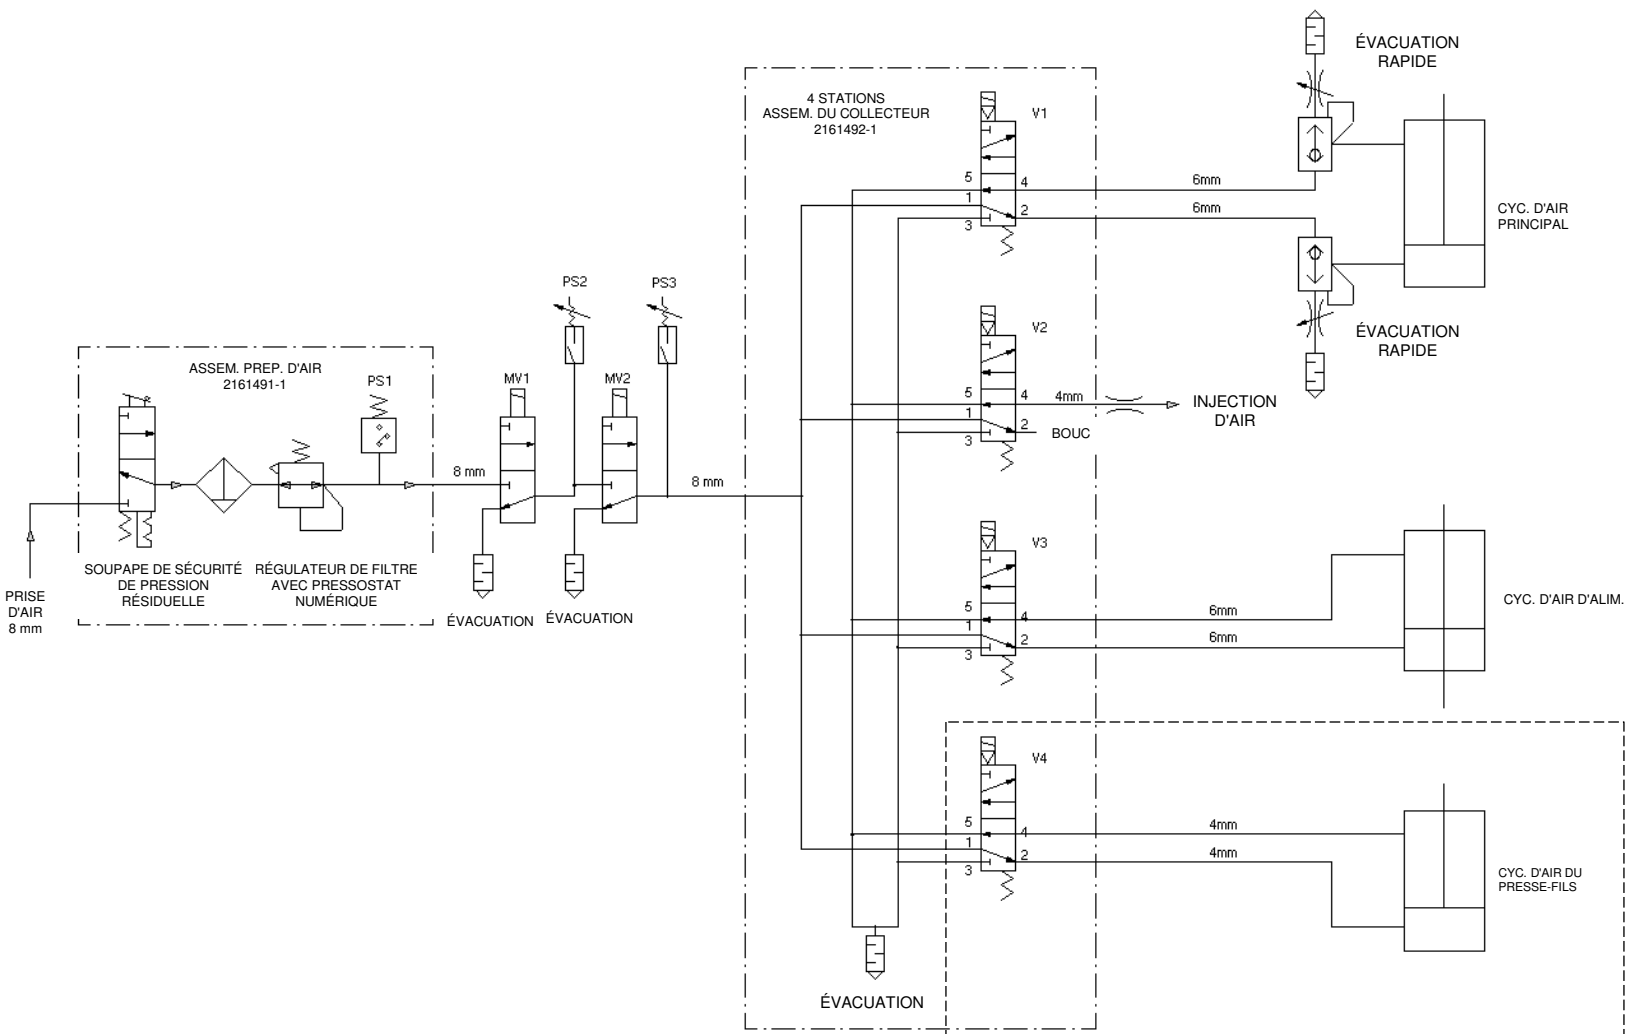 ÉVACUATION
RAPIDE
4 STATIONS
ASSEM. DU COLLECTEUR
2161492-1
V1
5
4
6mm
1
2
6mm
3
CYC. D'AIR
PRINCIPAL
PS2
PS3
V2
ÉVACUATION
RAPIDE
ASSEM. PREP. D'AIR
2161491-1
PS1
MV1
MV2
5
4
4mm
INJECTION
D'AIR
1
2
BOUC
3
8 mm
8 mm
V3
SOUPAPE DE SÉCURITÉ
DE PRESSION
RÉSIDUELLE
RÉGULATEUR DE FILTRE
AVEC PRESSOSTAT
NUMÉRIQUE
PRISE
D'AIR
8 mm
ÉVACUATION
ÉVACUATION
5
4
6mm
1
2
6mm
3
CYC. D'AIR D'ALIM.
V4
5
4
4mm
1
2
4mm
3
CYC. D'AIR DU
PRESSE-FILS
ÉVACUATION